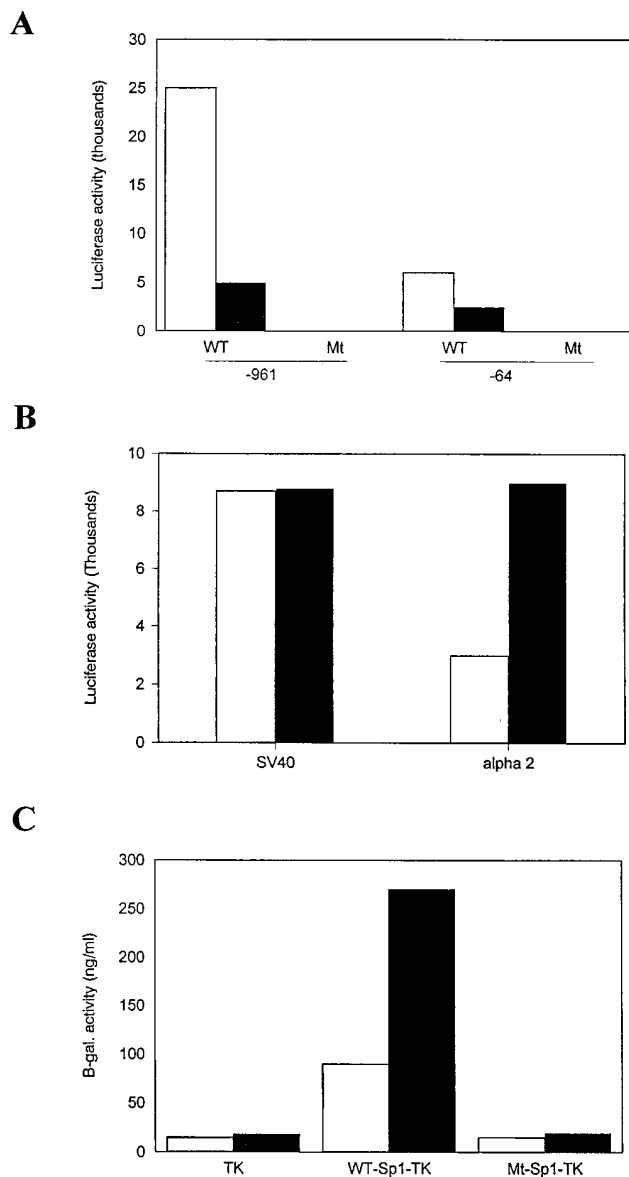 A
Luciferase activity (thousands)
30
25
20
15
10
5
0
WT Mt WT Mt
-961 -64
B
Luciferase activity (Thousands)
10
8
6
4
2
0
SV40 alpha 2
C
B-gal. activity (ng/ml)
300
250
200
150
100
50
0
TK WT-Sp1-TK Mt-Sp1-TK